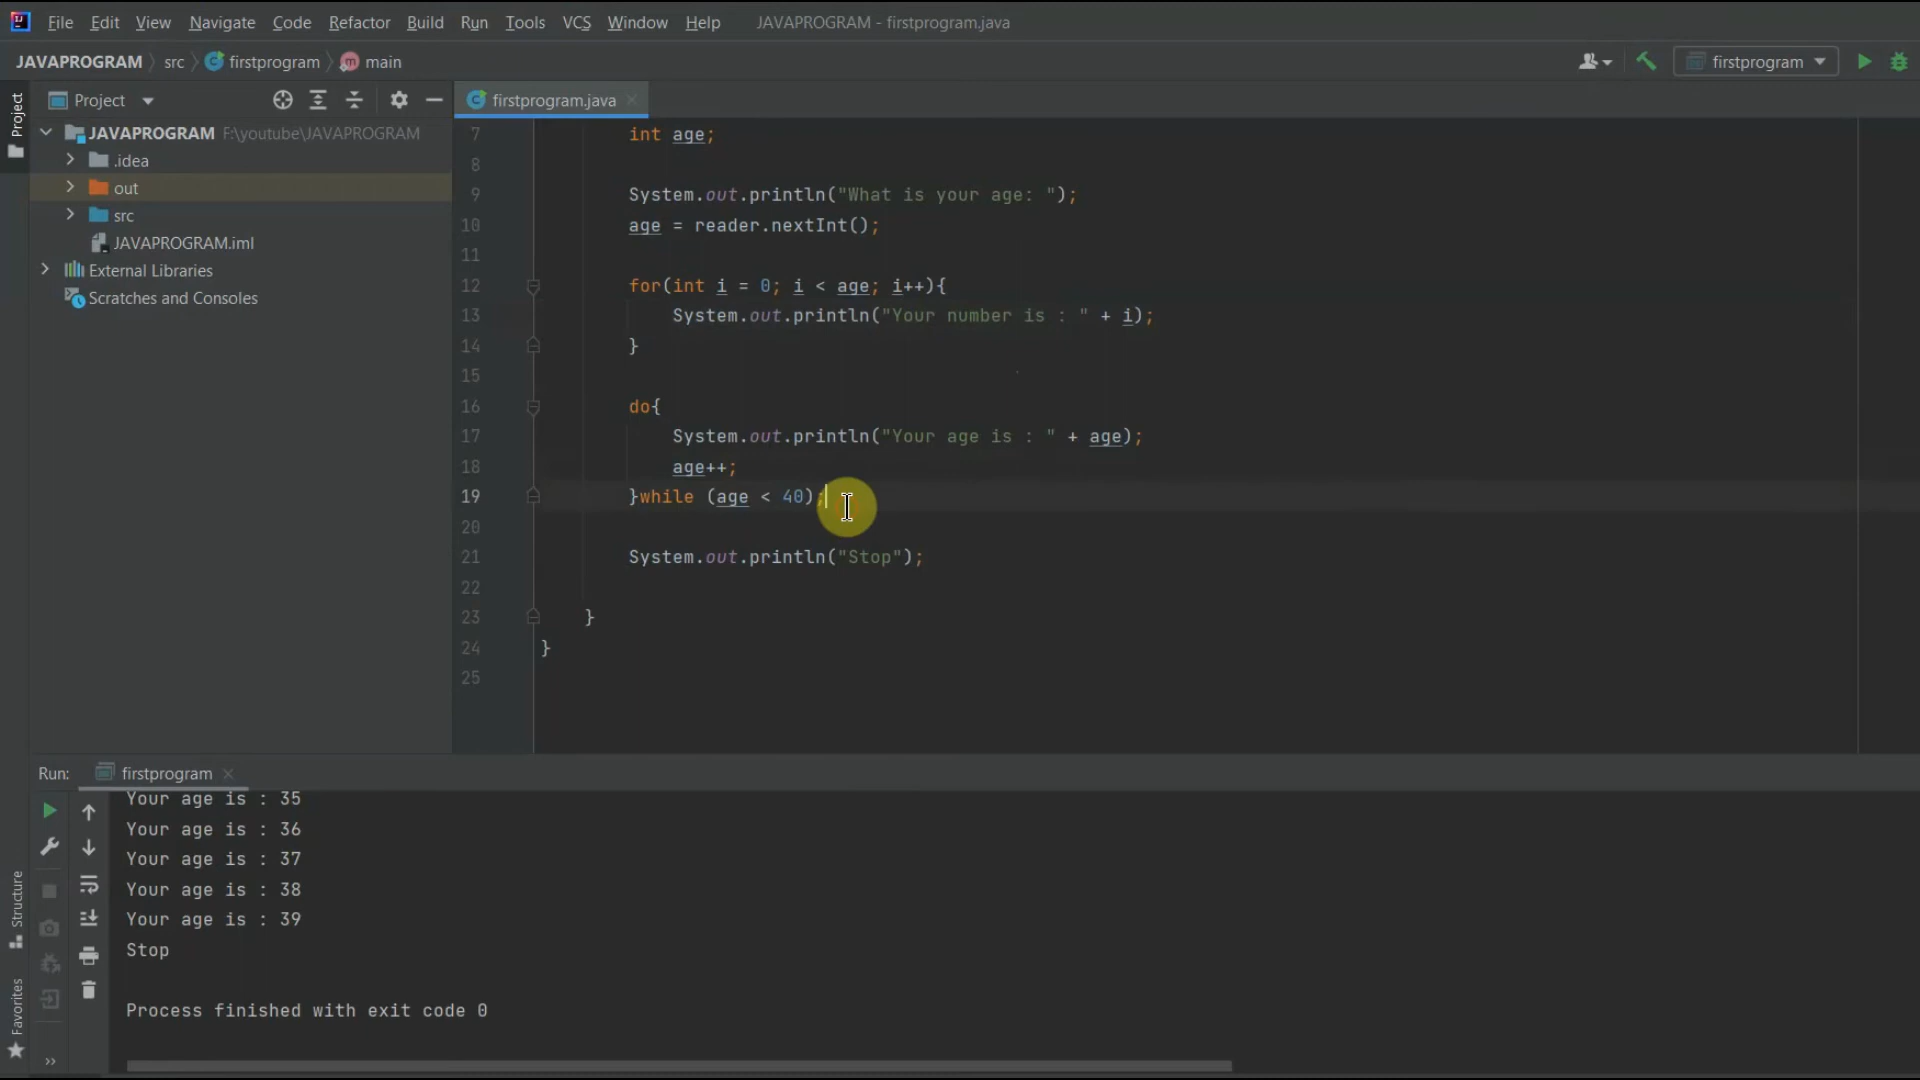 File Edit View Navigate Code Refactor Build Run Tools VCS Window Help JAVAPROGRAM - firstprogram.java
JAVAPROGRAM src firstprogram main firstprogram
Project
Project firstprogram.java
JAVAPROGRAM F:\youtube\JAVAPROGRAM
.idea
out
src
JAVAPROGRAM.iml
External Libraries
Scratches and Consoles
7 int age;
8
9 System.out.println("What is your age: ");
10 age = reader.nextInt();
11
12 for(int i = 0; i < age; i++){
13 System.out.println("Your number is : " + i);
14 }
15
16 do{
17 System.out.println("Your age is : " + age);
18 age++;
19 }while (age < 40);
20
21 System.out.println("Stop");
22
23 }
24 }
25
Run: firstprogram
Your age is : 35
Your age is : 36
Your age is : 37
Your age is : 38
Your age is : 39
Stop
Process finished with exit code 0
Structure
Favorites